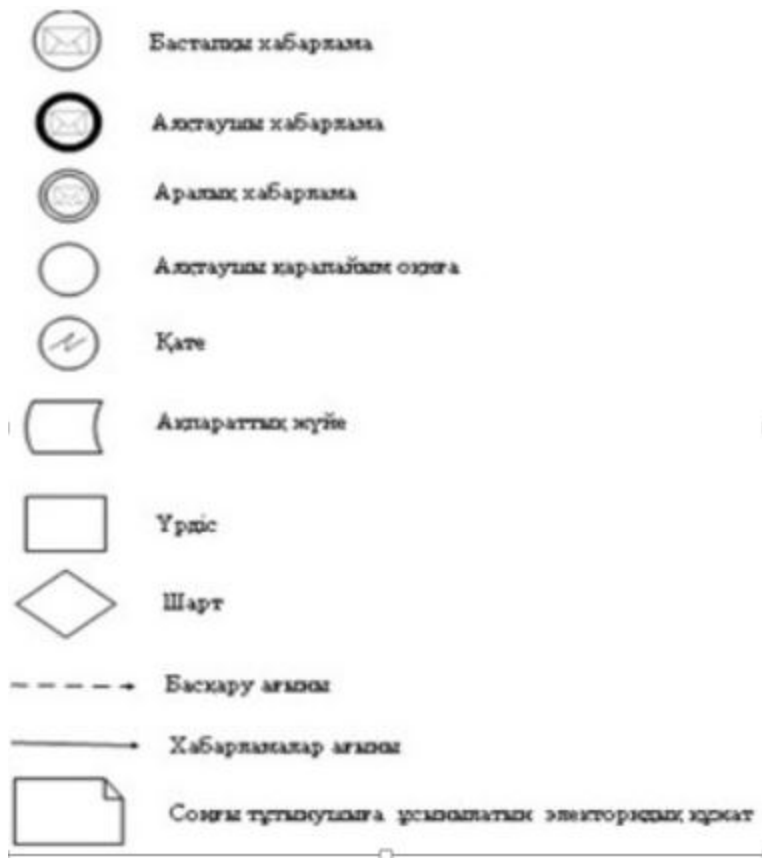 Бастапқы хабарлама
Аяқтаушы хабарлама
Аралық хабарлама
Аяқтаушы қарапайым оқиға
Қате
Ақпараттық жүйе
Үрдіс
Шарт
Басқару ағыны
Хабарламалар ағыны
Соңғы тұтынушыға ұсынылатын электорндық құжат